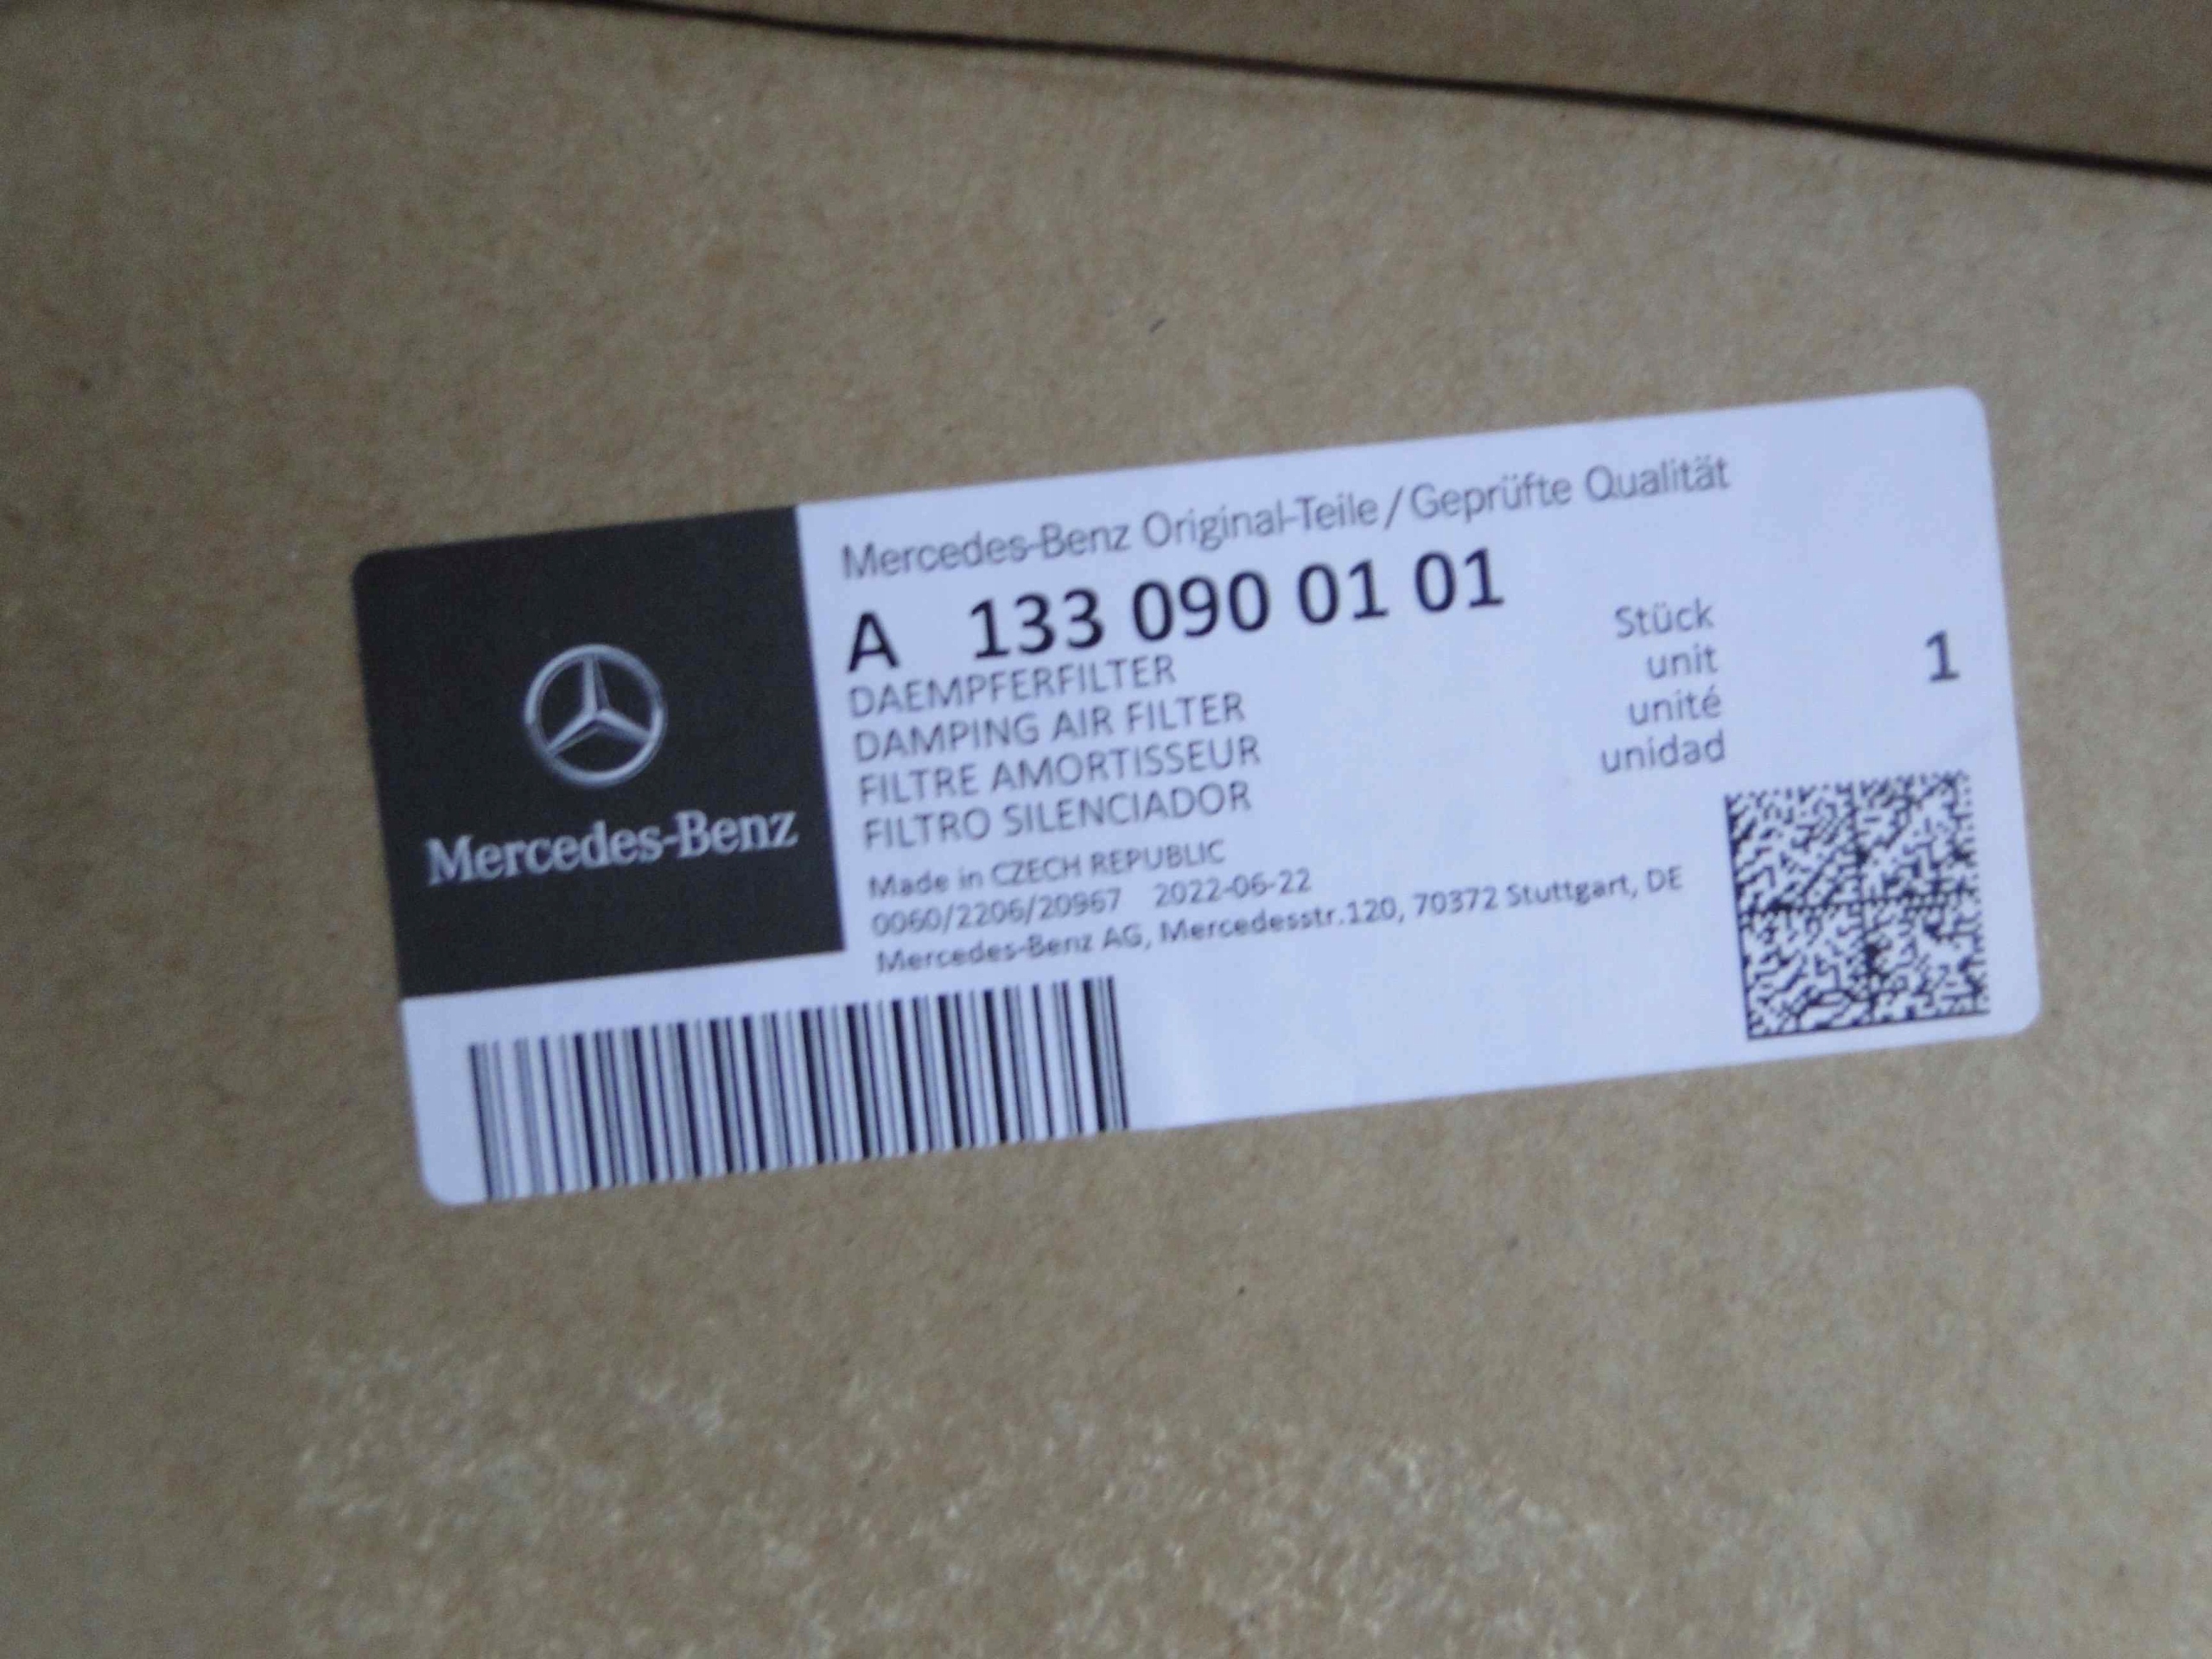 Mercedes-Benz
Mercedes-Benz Original-Teile/Geprüfte Qualität
A 133 090 01 01
DAEMPFERFILTER
DAMPING AIR FILTER
FILTRE AMORTISSEUR
FILTRO SILENCIADOR
Stück
unit
unité
unidad
1
Made in CZECH REPUBLIC
0060/2206/20967 2022-06-22
Mercedes-Benz AG, Mercedesstr.120, 70372 Stuttgart, DE